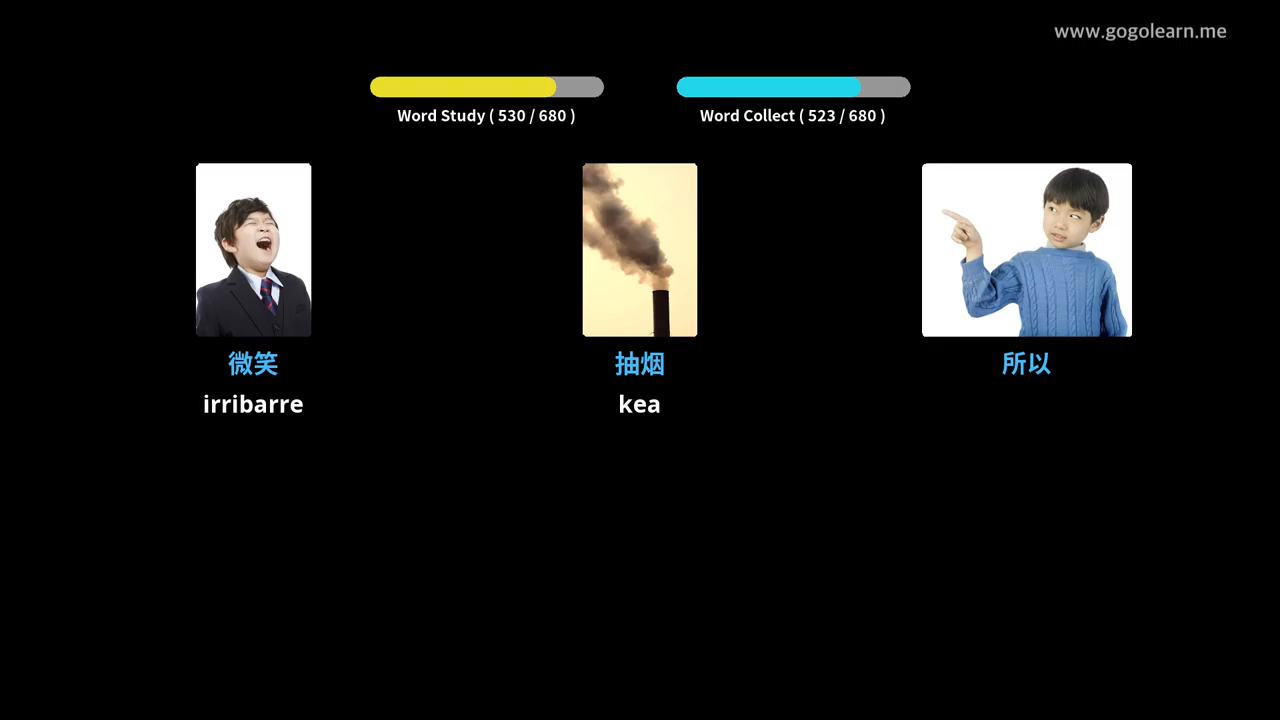 www.gogolearn.me
Word Study ( 530 / 680 )
Word Collect ( 523 / 680 )
微笑
抽烟
所以
irribarre
kea